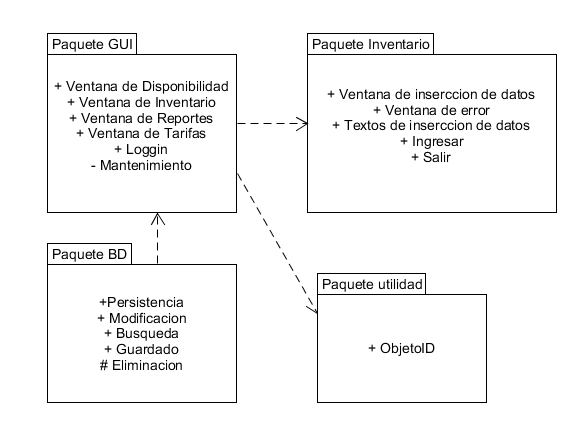 Paquete GUI
+ Ventana de Disponibilidad
+ Ventana de Inventario
+ Ventana de Reportes
+ Ventana de Tarifas
+ Loggin
- Mantenimiento
Paquete Inventario
+ Ventana de inserccion de datos
+ Ventana de error
+ Textos de inserccion de datos
+ Ingresar
+ Salir
Paquete BD
+Persistencia
+ Modificacion
+ Busqueda
+ Guardado
# Eliminacion
Paquete utilidad
+ ObjetoID